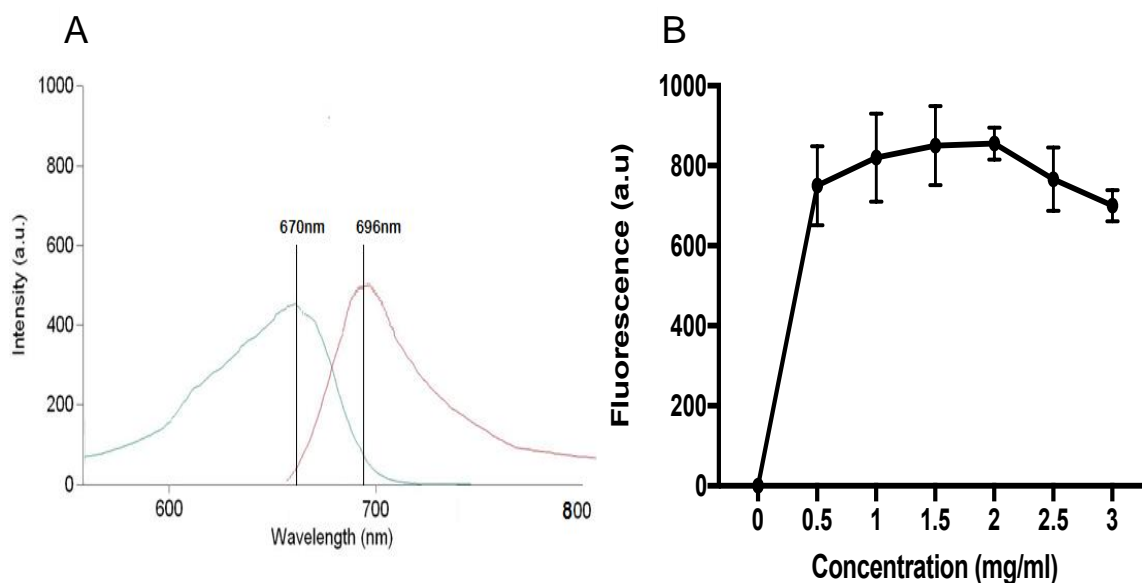 A
1000
800
600
400
200
0
Intensity (a.u.)
670nm
696nm
600
700
800
Wavelength (nm)
B
1000
800
600
400
200
0
Fluorescence (a.u)
0
0.5
1
1.5
2
2.5
3
Concentration (mg/ml)